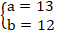 {a = 13
b = 12